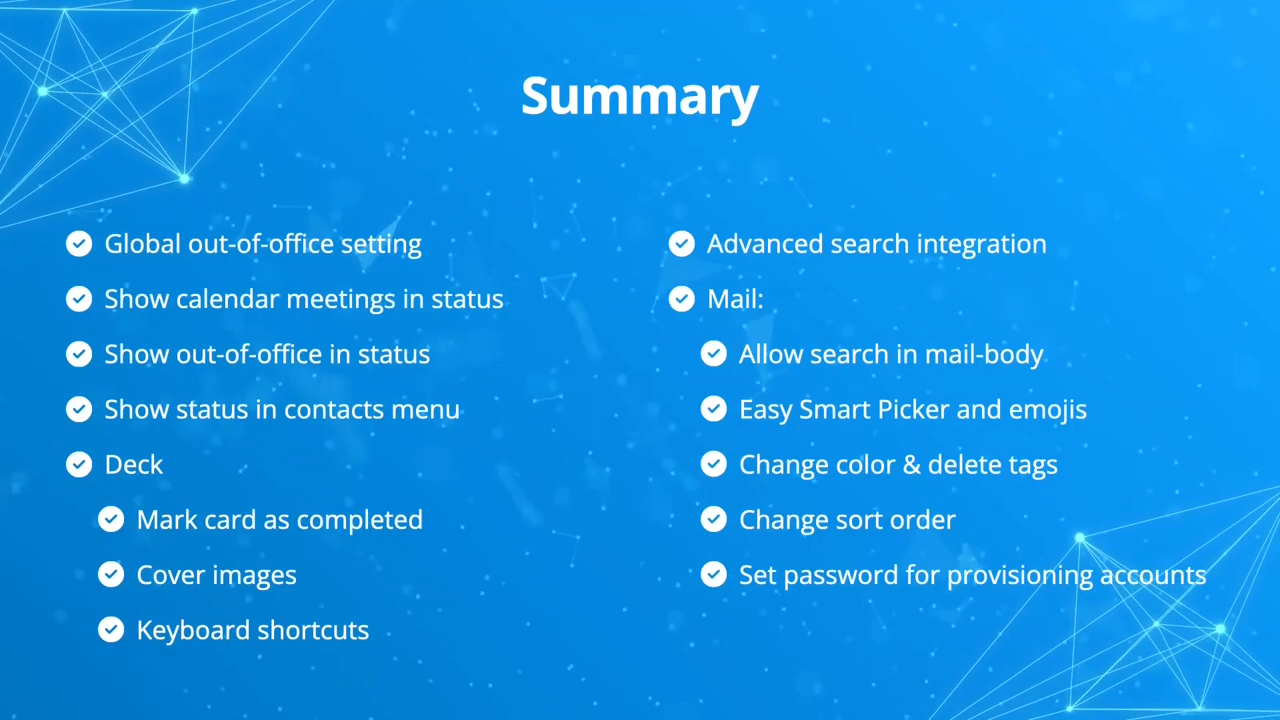 Summary
Global out-of-office setting
Show calendar meetings in status
Show out-of-office in status
Show status in contacts menu
Deck
Mark card as completed
Cover images
Keyboard shortcuts
Advanced search integration
Mail:
Allow search in mail-body
Easy Smart Picker and emojis
Change color & delete tags
Change sort order
Set password for provisioning accounts